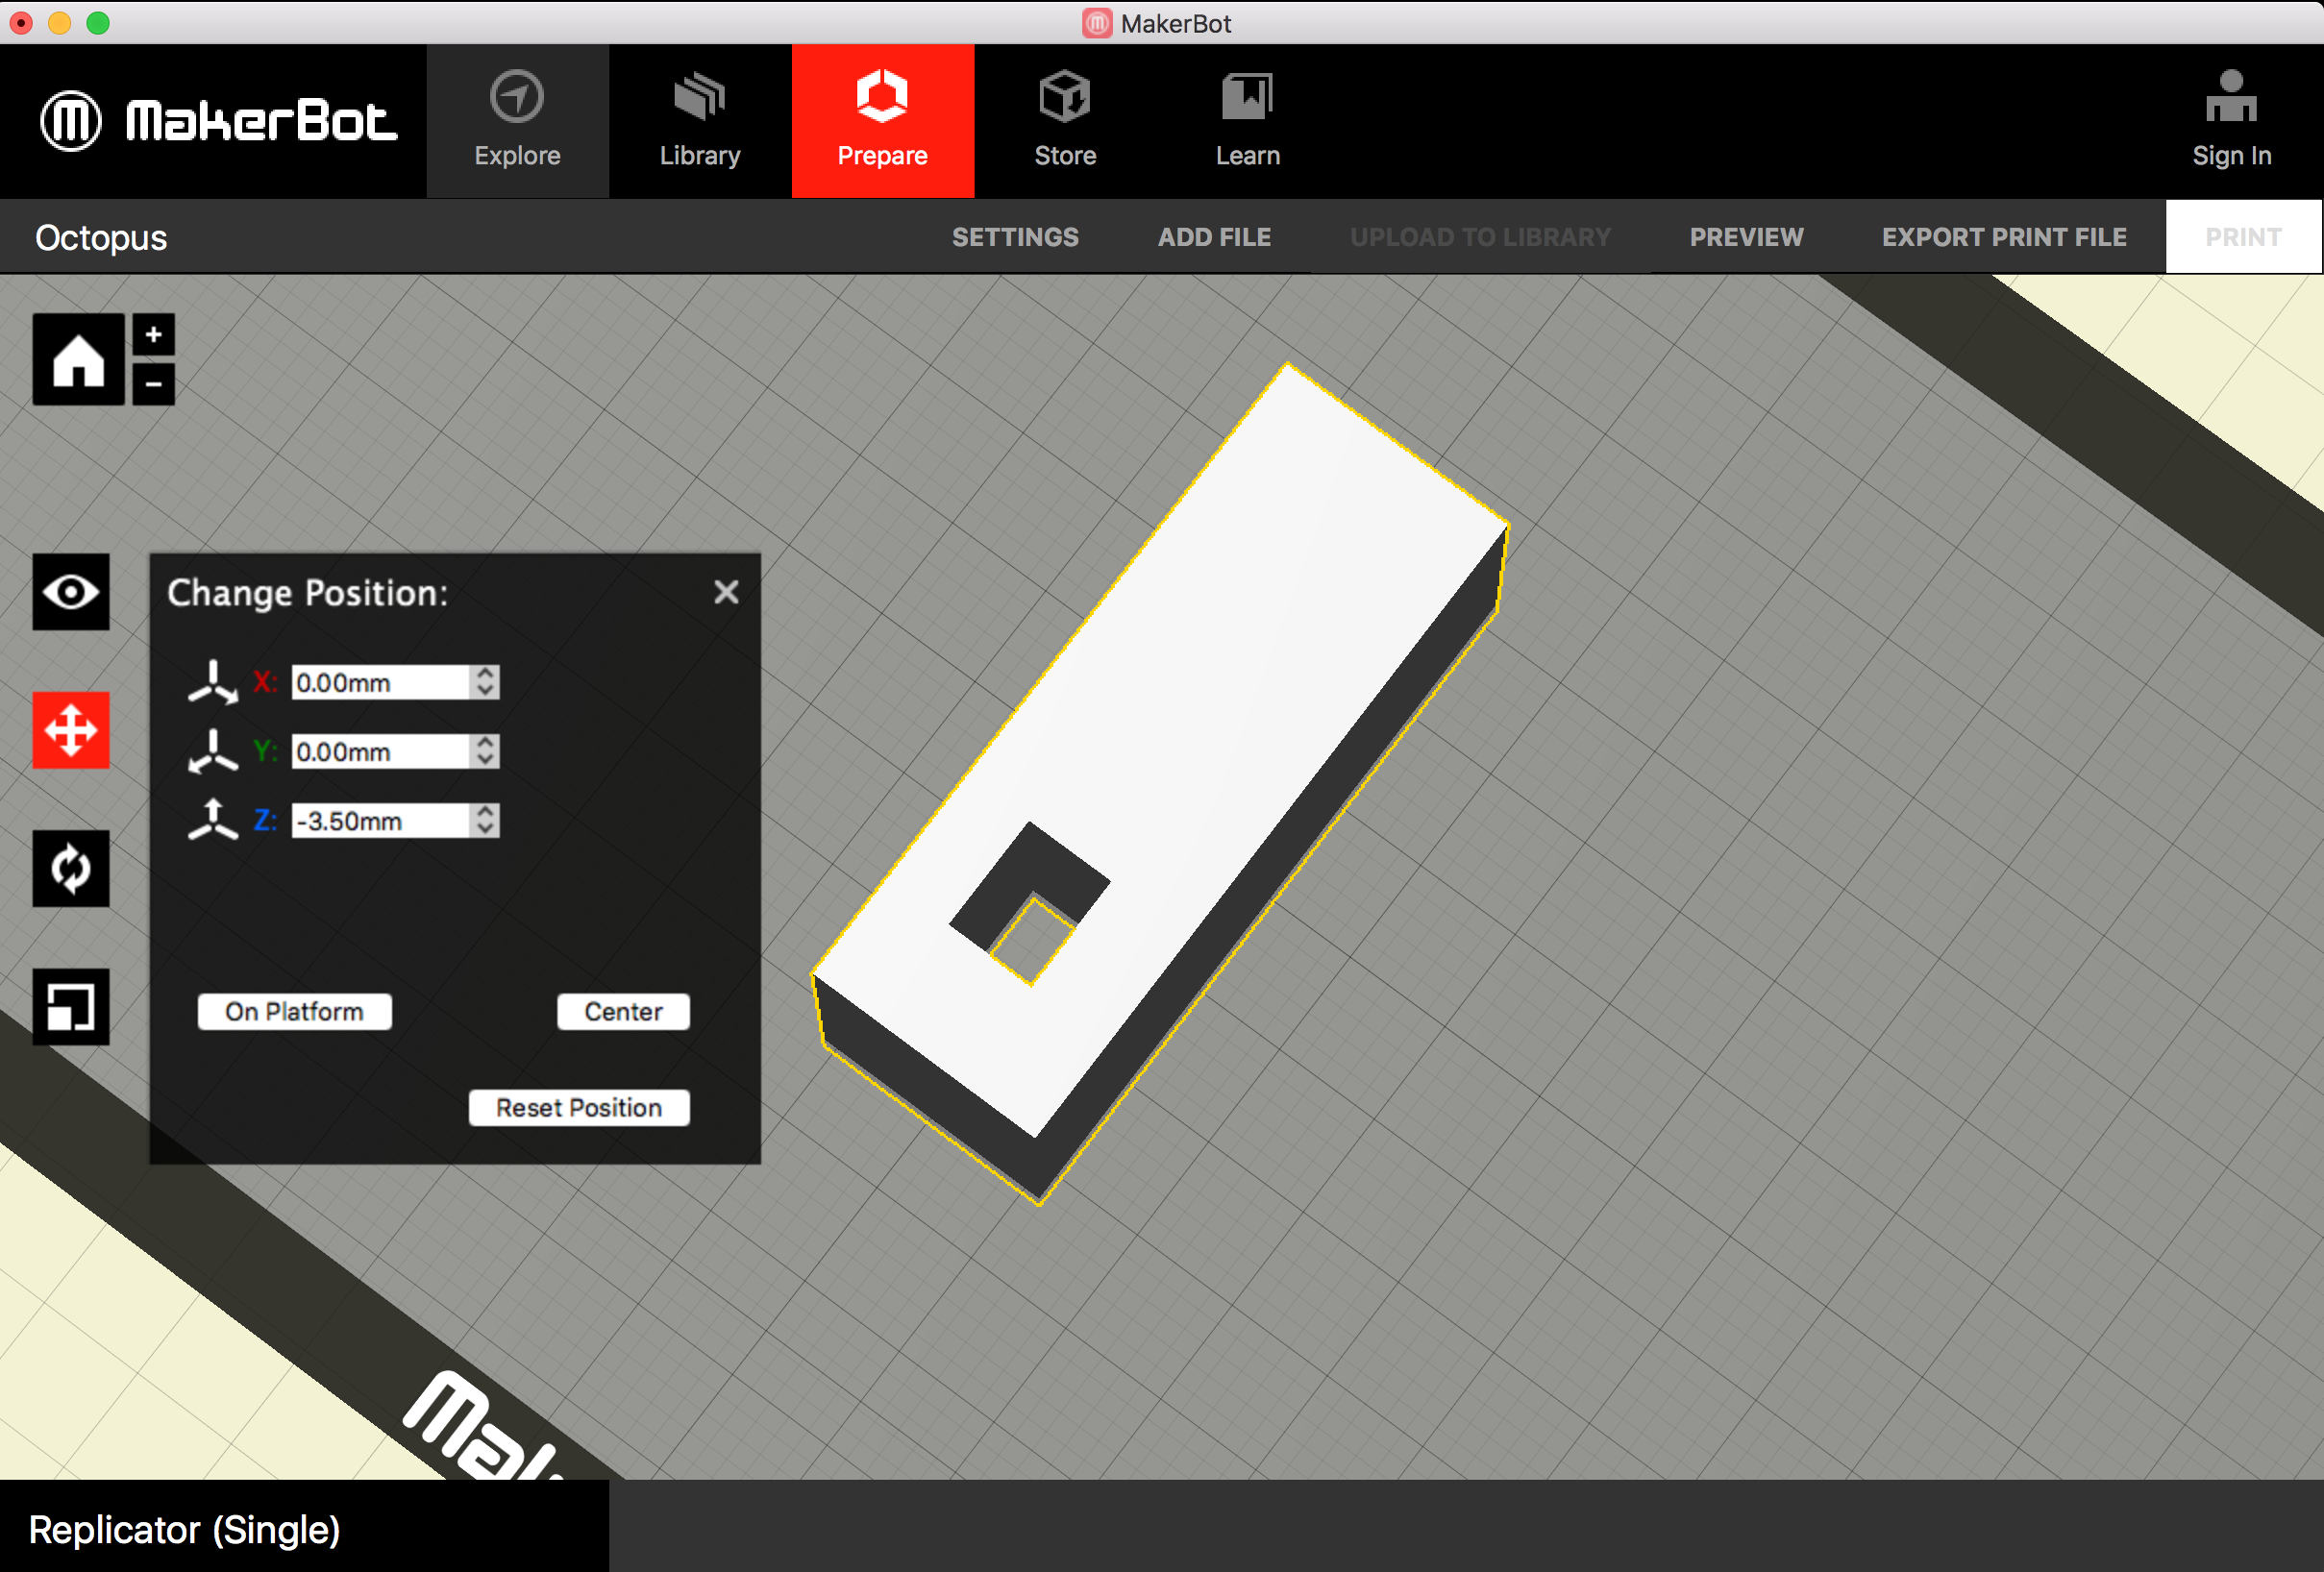 MakerBot
MakerBot
Explore
Library
Prepare
Store
Learn
Sign In
Octopus
SETTINGS
ADD FILE
UPLOAD TO LIBRARY
PREVIEW
EXPORT PRINT FILE
PRINT
+
-
Change Position:
X: 0.00mm
Y: 0.00mm
Z: -3.50mm
On Platform
Center
Reset Position
Mak
Replicator (Single)